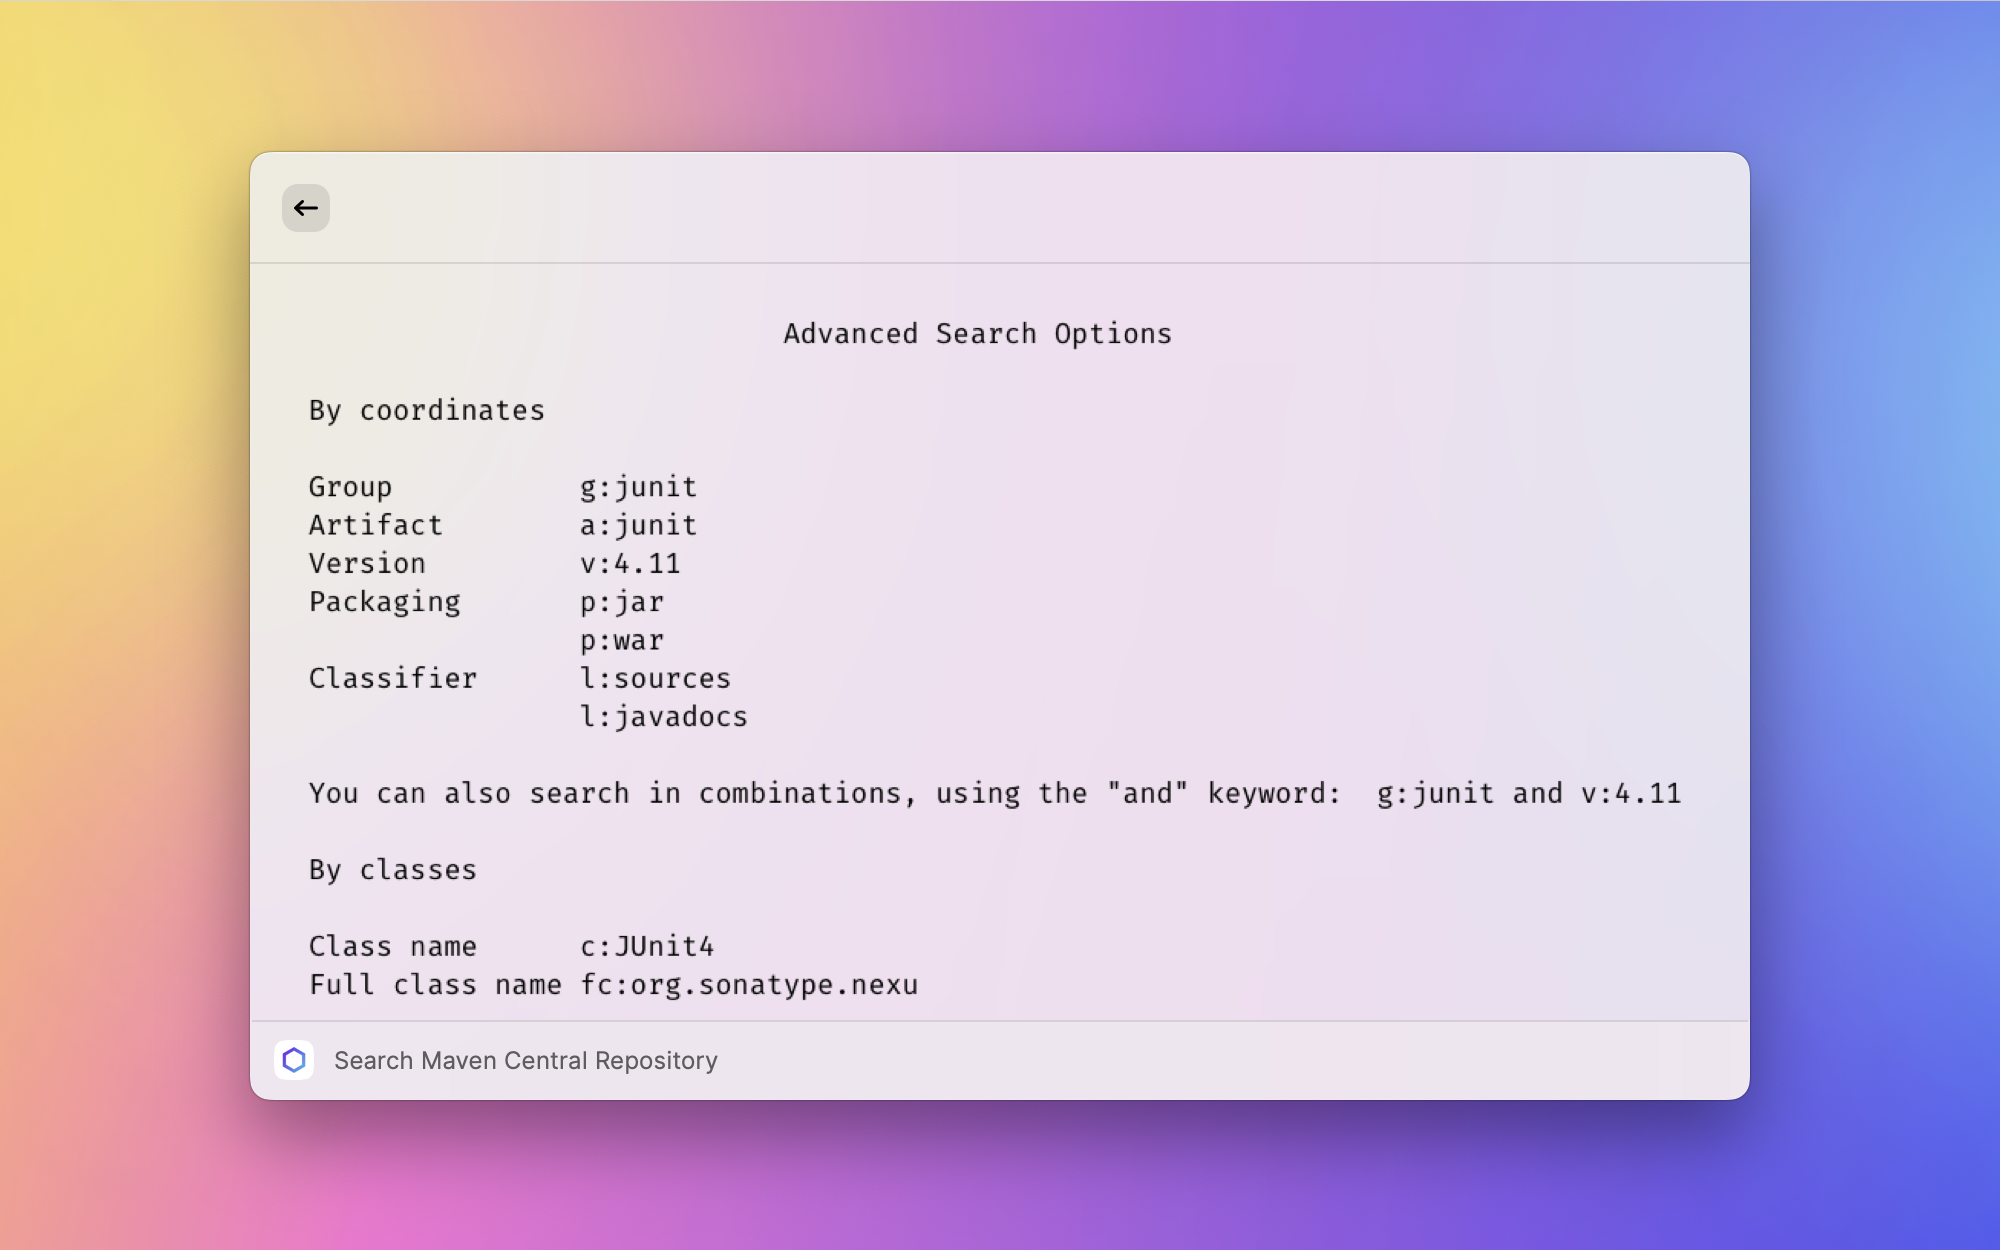 Advanced Search Options
By coordinates
Group g:junit
Artifact a:junit
Version v:4.11
Packaging p:jar
p:war
Classifier l:sources
l:javadocs
You can also search in combinations, using the "and" keyword: g:junit and v:4.11
By classes
Class name c:JUnit4
Full class name fc:org.sonatype.nexu
Search Maven Central Repository